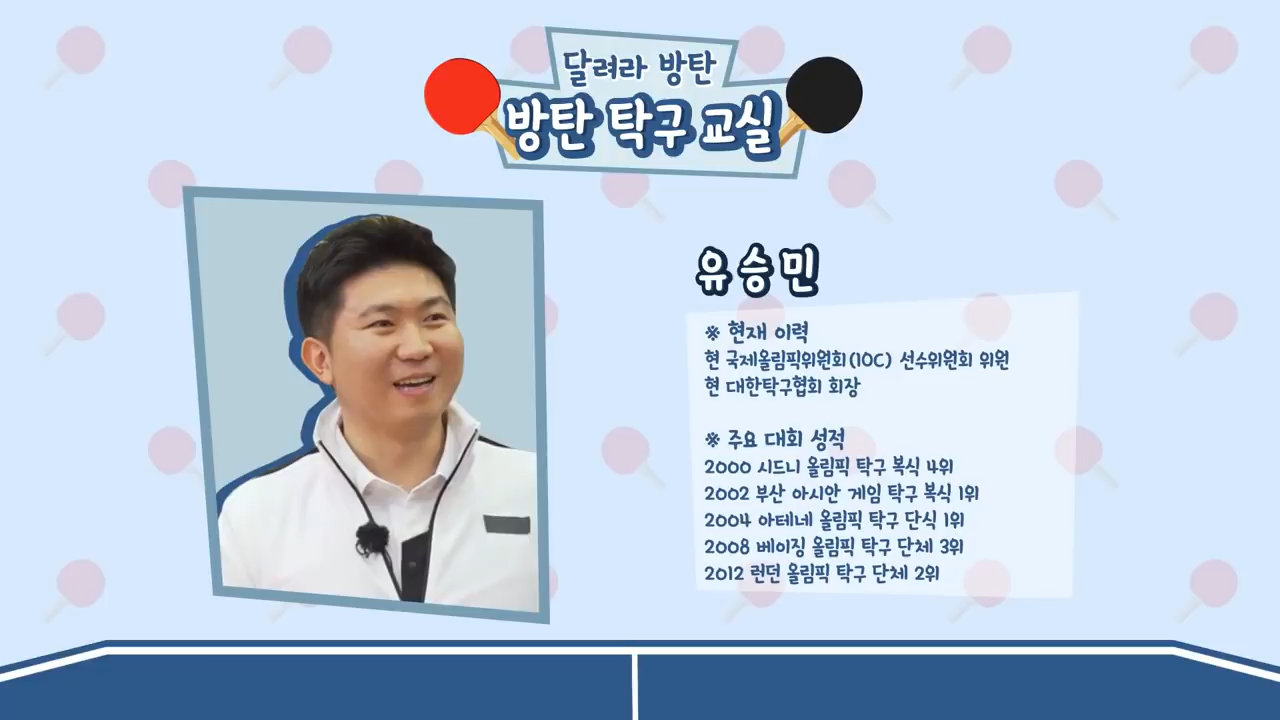 달려라 방탄
방탄 탁구 교실
유승민
※ 현재 이력
현 국제올림픽위원회(IOC) 선수위원회 위원
현 대한탁구협회 회장
※ 주요 대회 성적
2000 시드니 올림픽 탁구 복식 4위
2002 부산 아시안 게임 탁구 복식 1위
2004 아테네 올림픽 탁구 단식 1위
2008 베이징 올림픽 탁구 단체 3위
2012 런던 올림픽 탁구 단체 2위